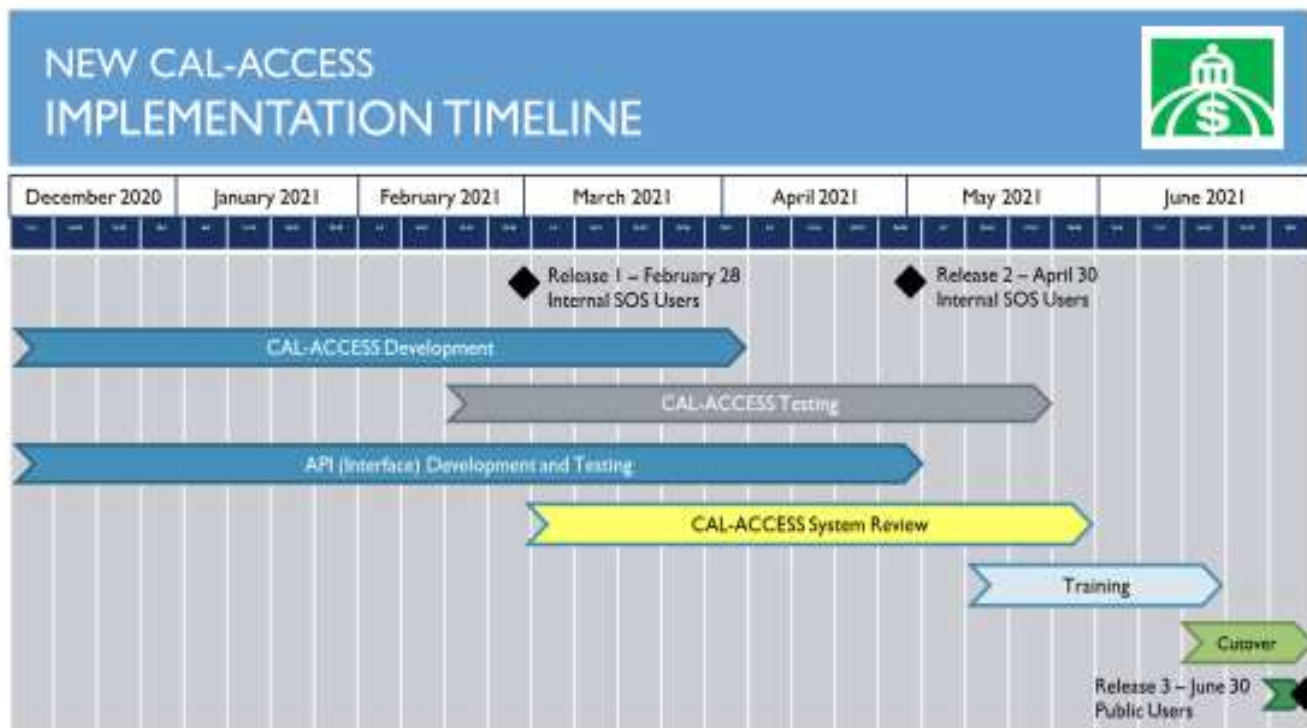 NEW CAL-ACCESS
IMPLEMENTATION TIMELINE
$
December 2020 January 2021 February 2021 March 2021 April 2021 May 2021 June 2021
Release 1 – February 28
Internal SOS Users
Release 2 – April 30
Internal SOS Users
CAL-ACCESS Development
CAL-ACCESS Testing
API (Interface) Development and Testing
CAL-ACCESS System Review
Training
Cutover
Release 3 – June 30
Public Users